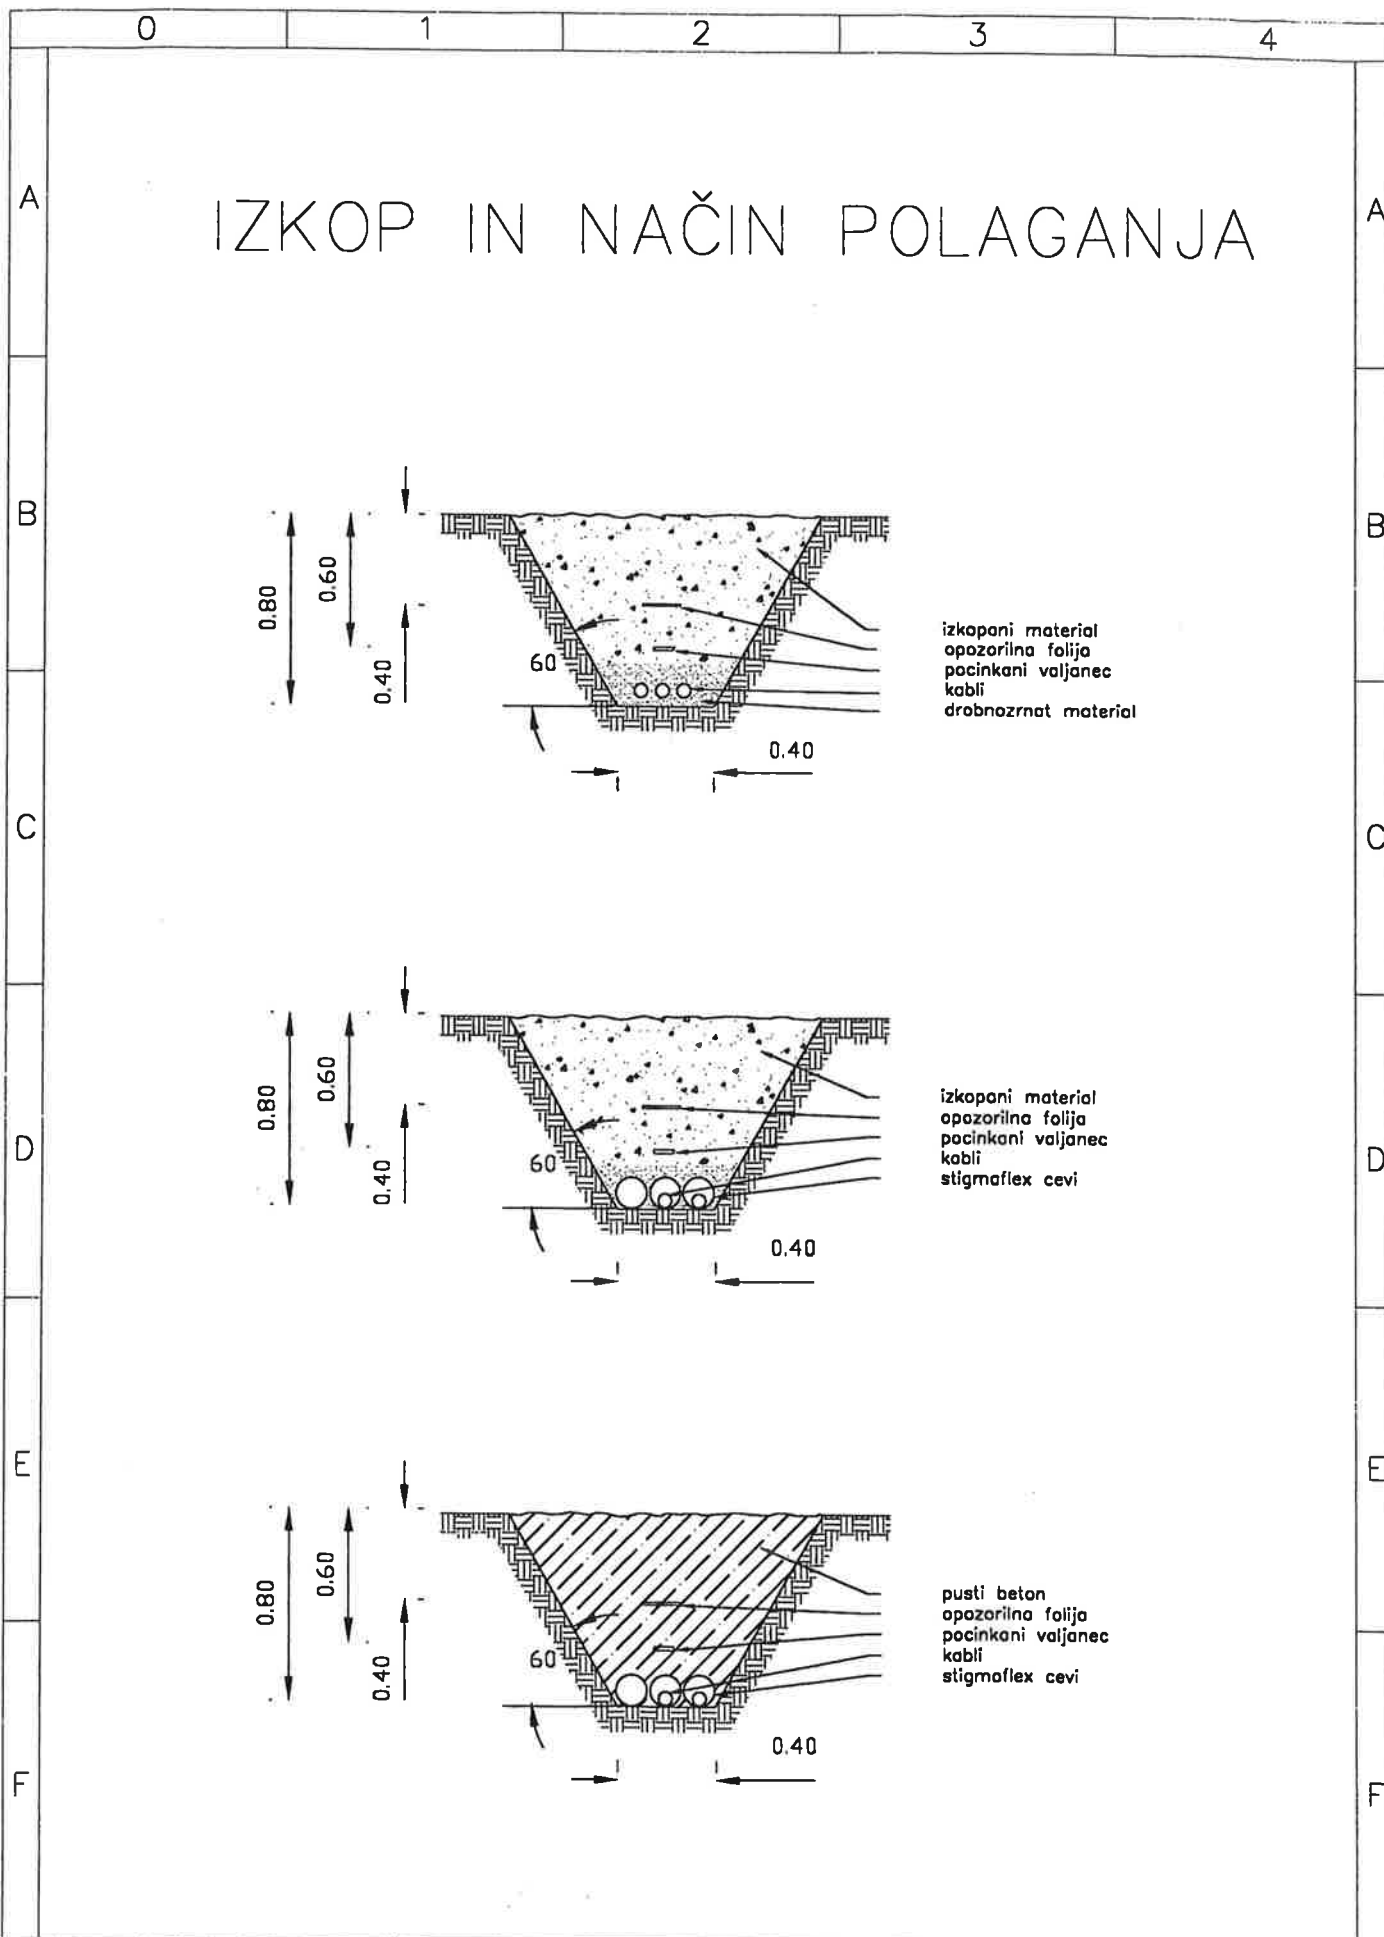 0 1 2 3 4
A A
IZKOP IN NAČIN POLAGANJA
B B
0.80
0.60
0.40
60
izkopani material
opozorilna folija
pocinkani valjanec
kabli
drobnozrnat material
0.40
C C
0.80
0.60
0.40
60
izkopani material
opozorilna folija
pocinkani valjanec
kabli
stigmaflex cevi
0.40
D D
E E
0.80
0.60
0.40
60
pusti beton
opozorilna folija
pocinkani valjanec
kabli
stigmaflex cevi
0.40
F F